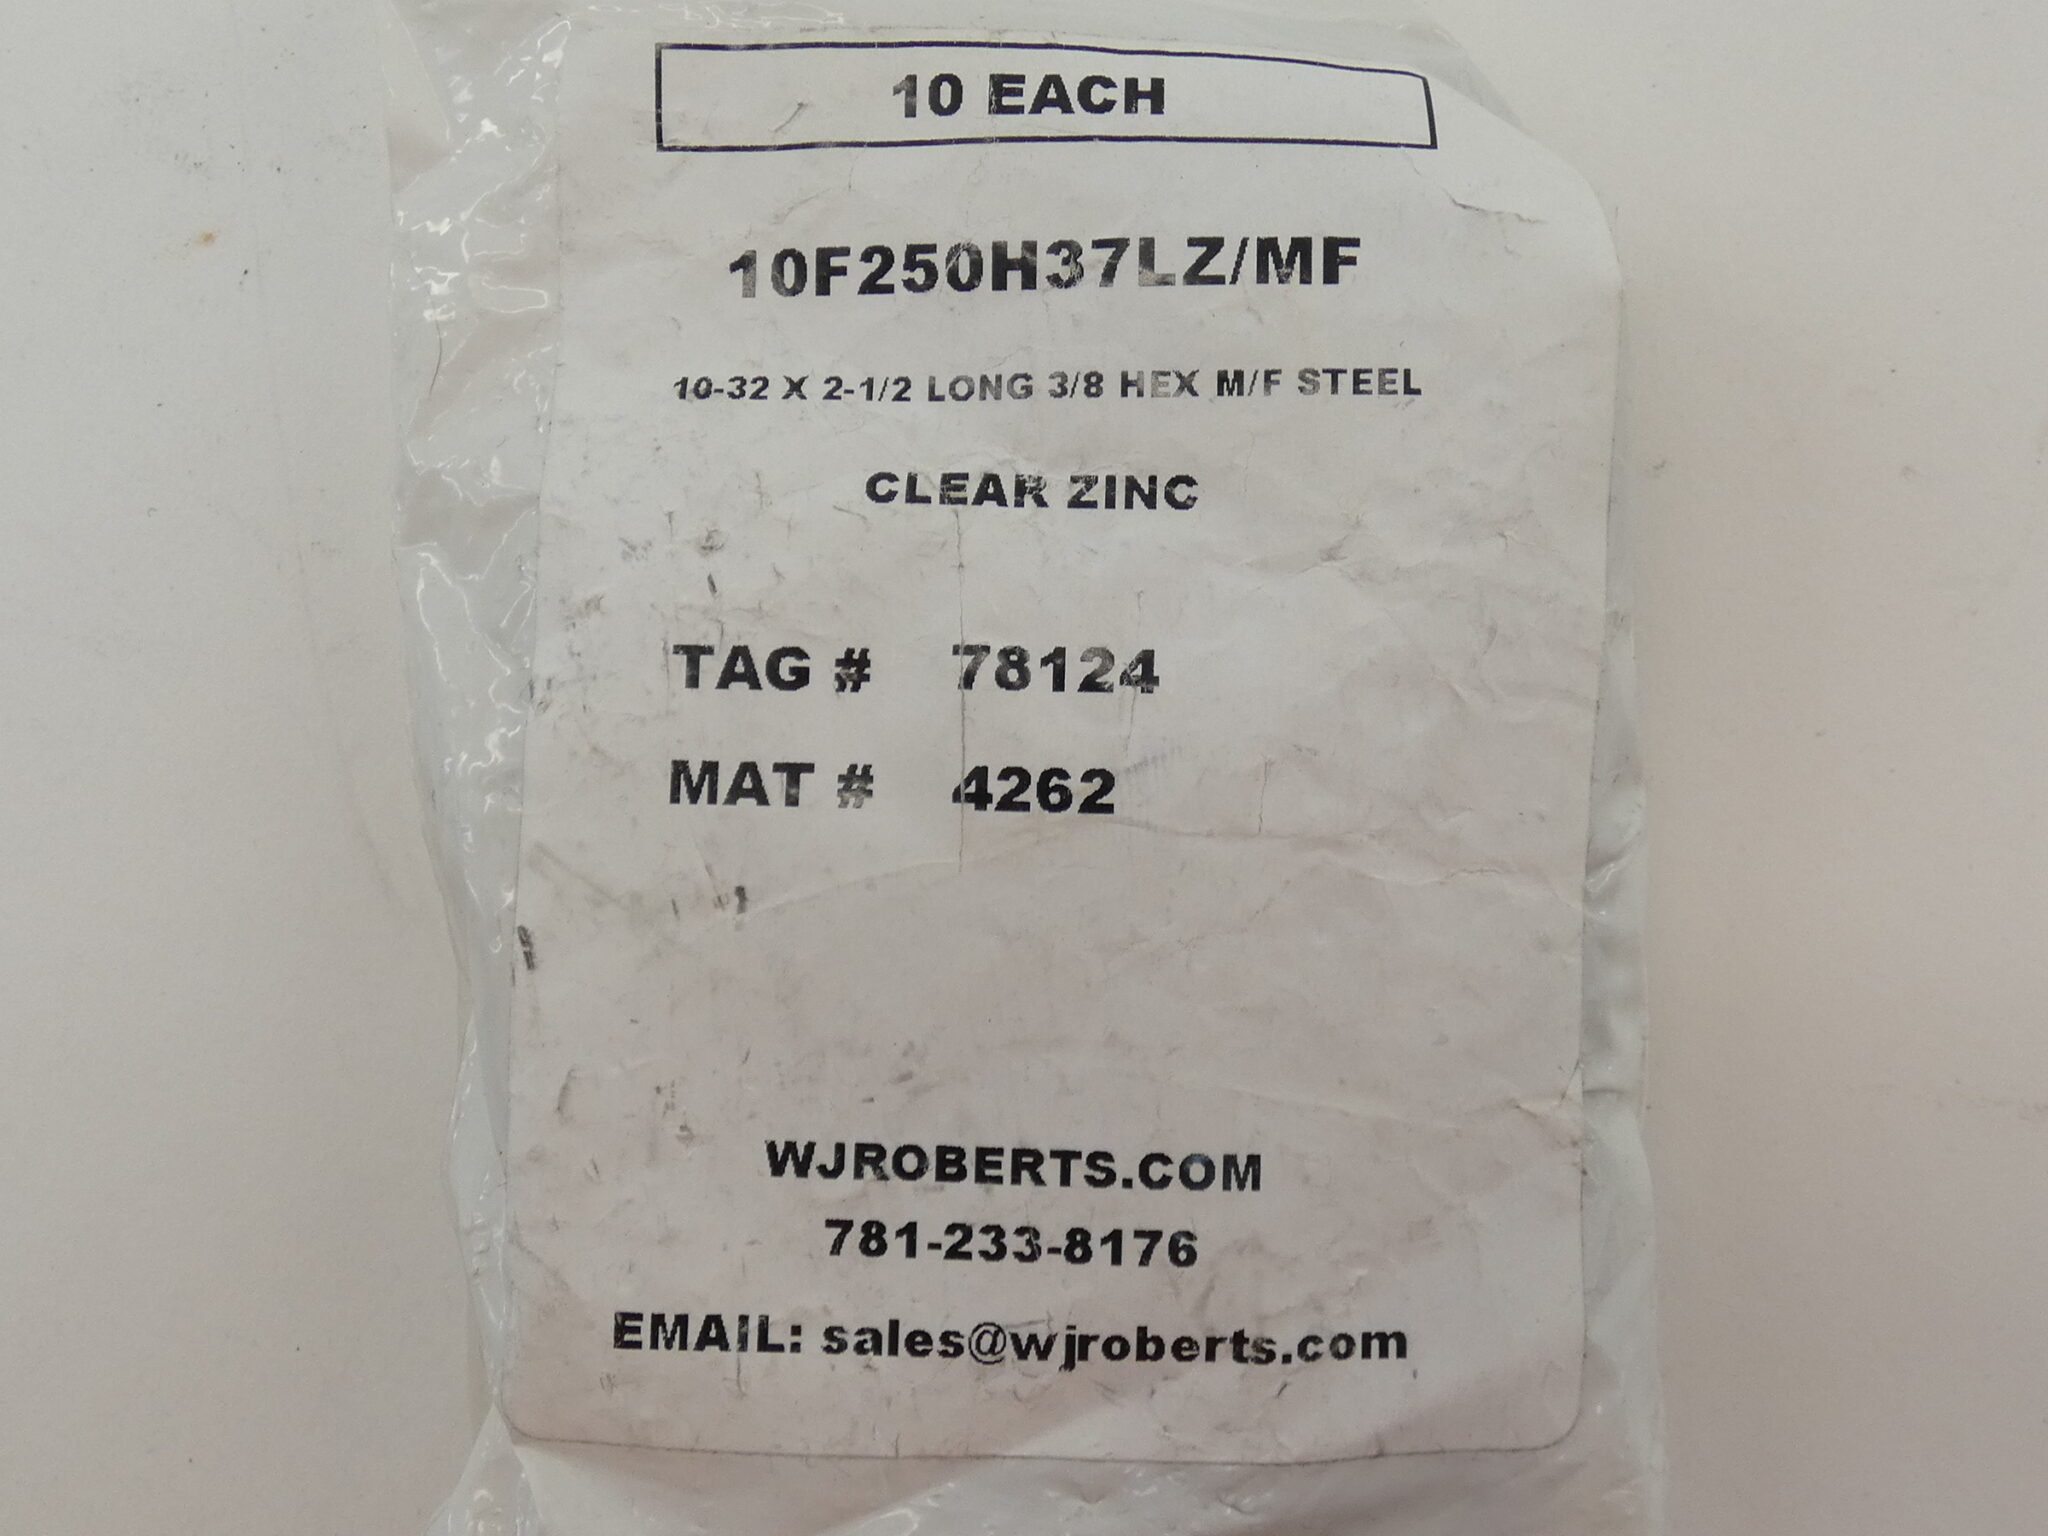 10 EACH
10F250H37LZ/MF
10-32 X 2-1/2 LONG 3/8 HEX M/F STEEL
CLEAR ZINC
TAG # 78124
MAT # 4262
WJROBERTS.COM
781-233-8176
EMAIL: sales@wjroberts.com